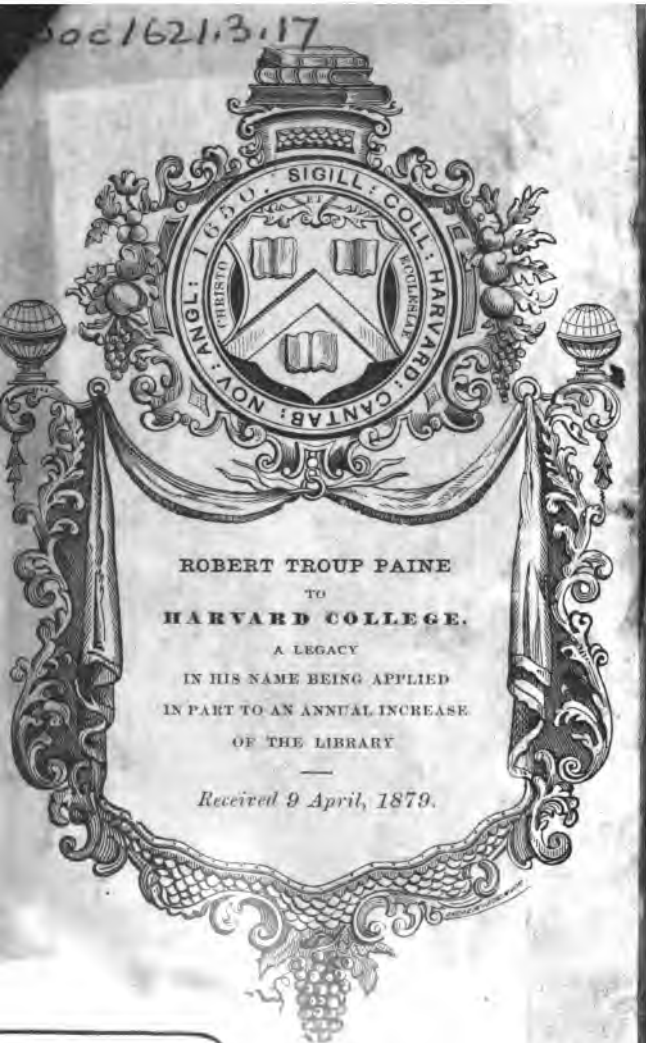 oc1621.3.17
SIGILL: COLL: HARVARD: CANTAB: NOV: ANGL: 1650.
ET
CHRISTO
ECCLESIAE
ROBERT TROUP PAINE
TO
HARVARD COLLEGE.
A LEGACY
IN HIS NAME BEING APPLIED
IN PART TO AN ANNUAL INCREASE
OF THE LIBRARY
Received 9 April, 1879.